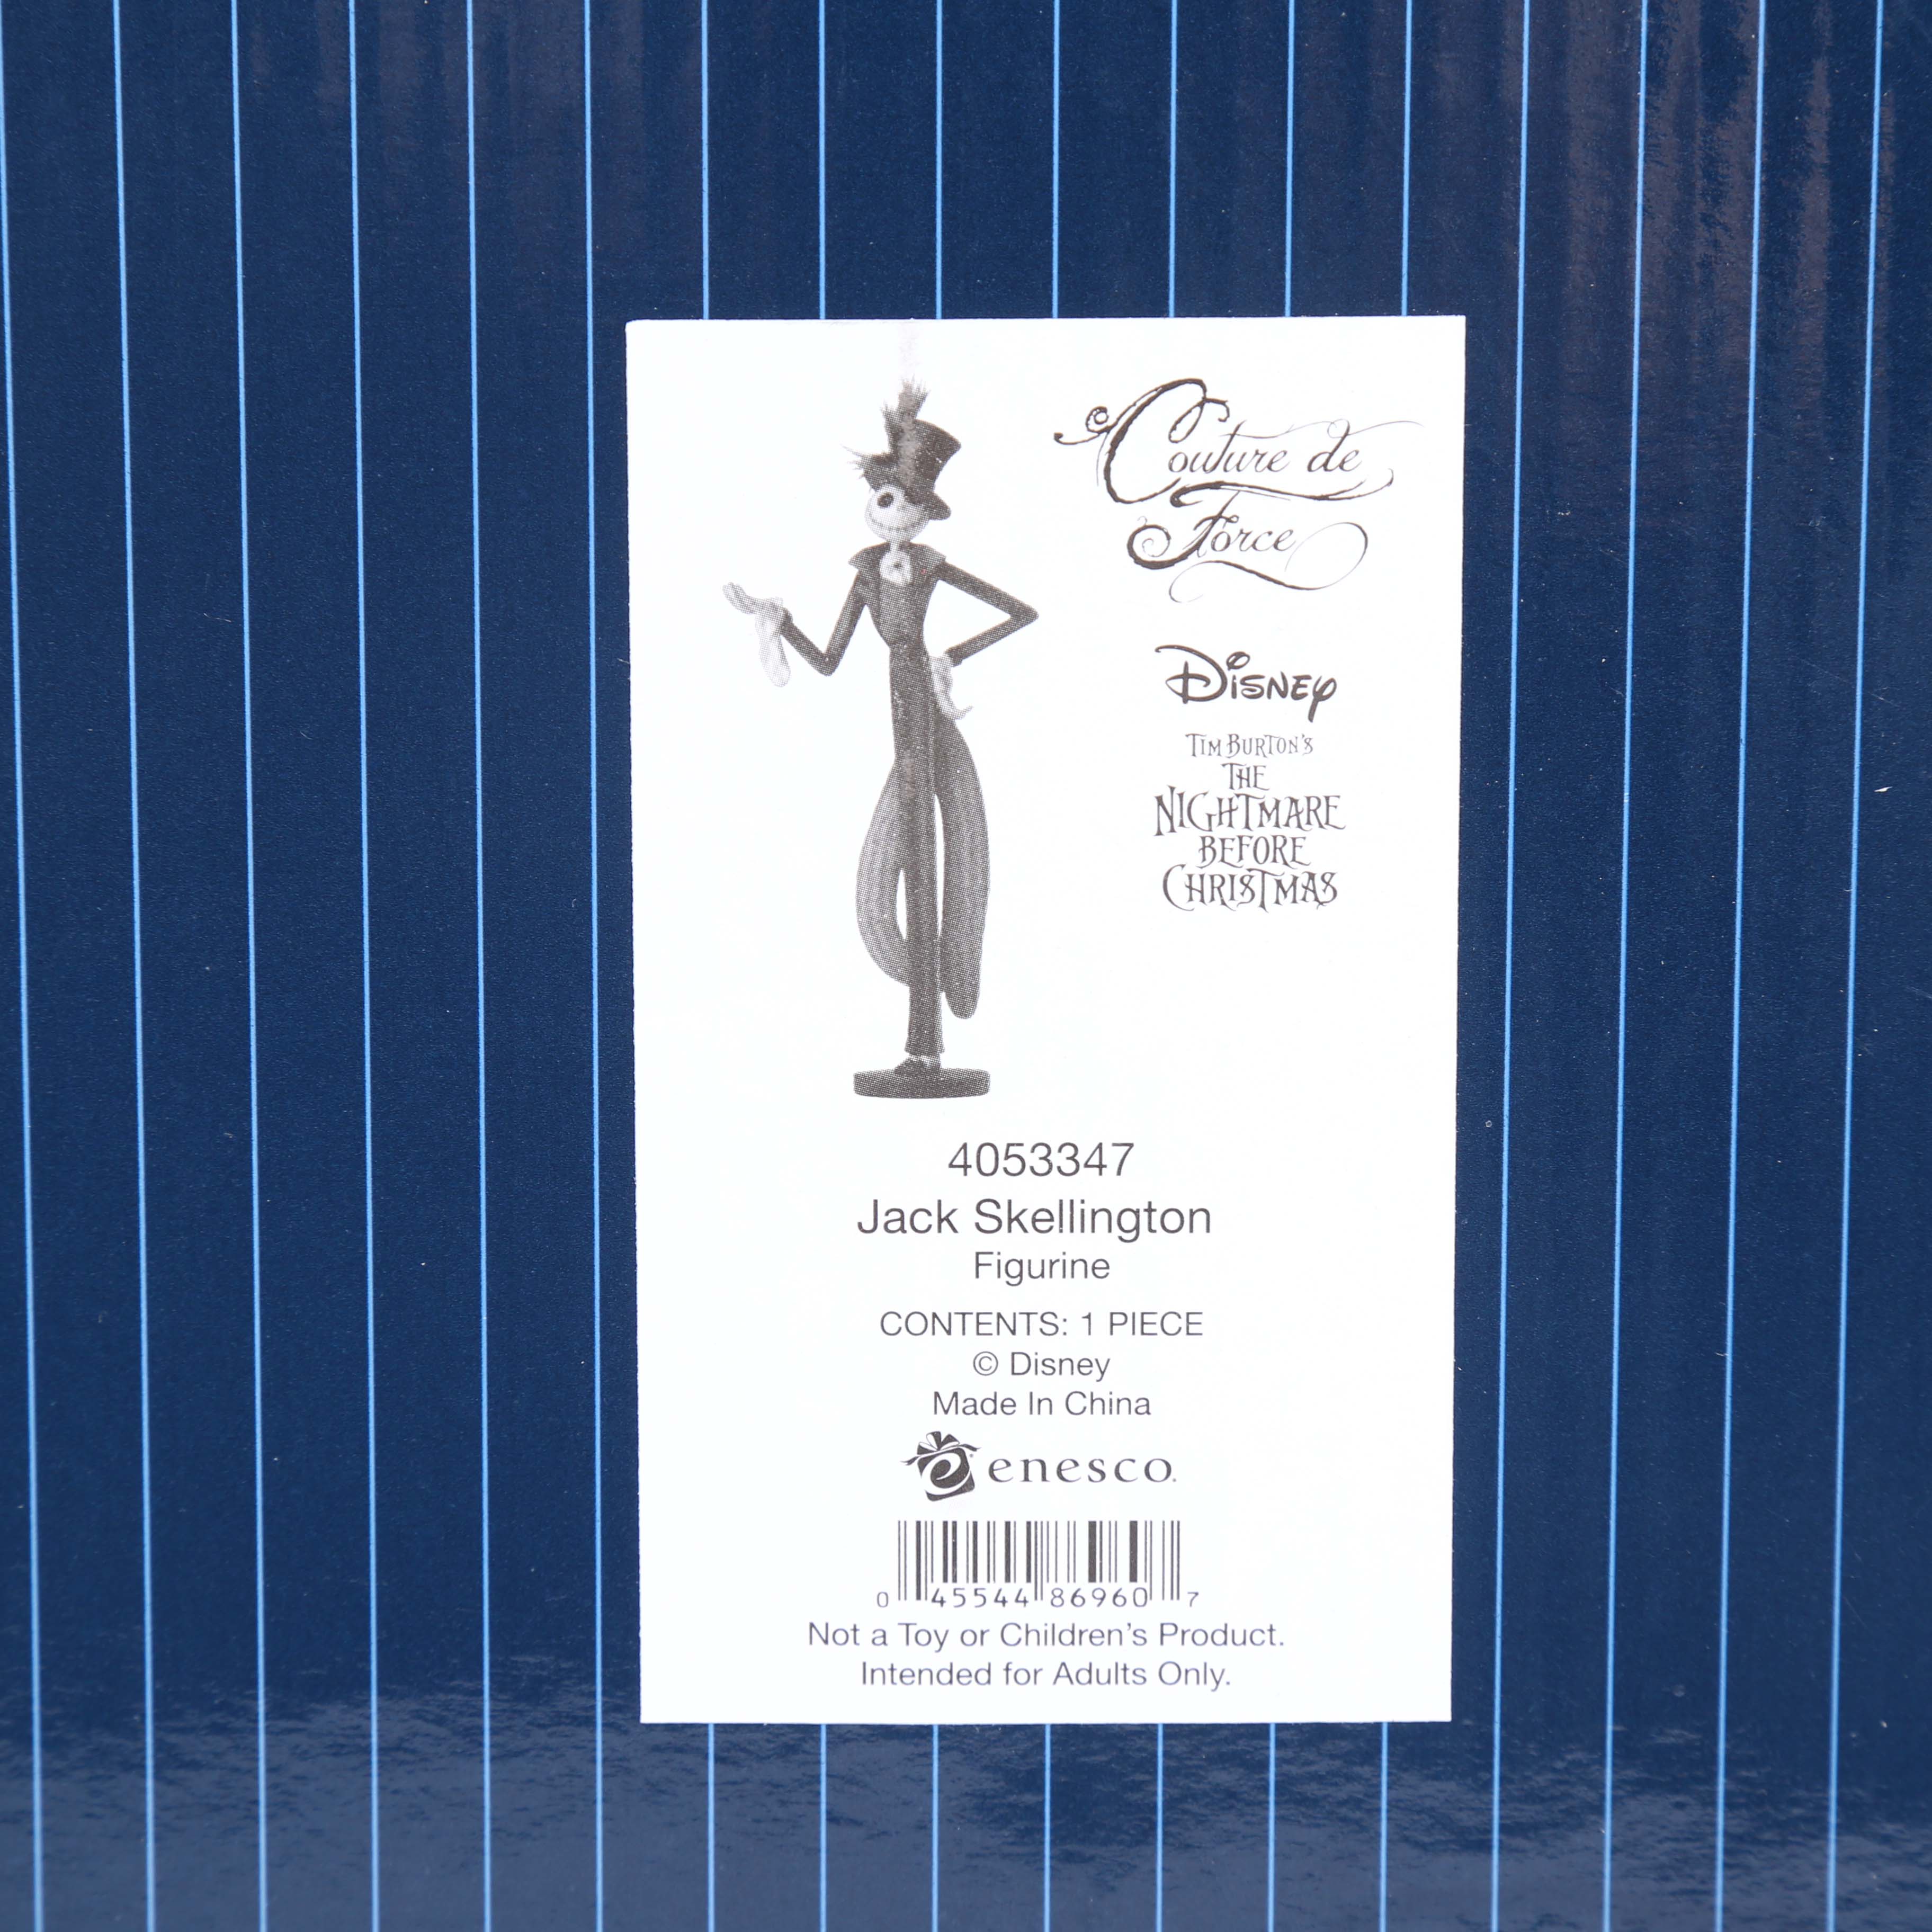 Couture de
Force
Disney
TIM BURTON'S
THE
NIGHTMARE
BEFORE
CHRISTMAS
4053347
Jack Skellington
Figurine
CONTENTS: 1 PIECE
© Disney
Made In China
enesco.
0 45544 86960 7
Not a Toy or Children's Product.
Intended for Adults Only.